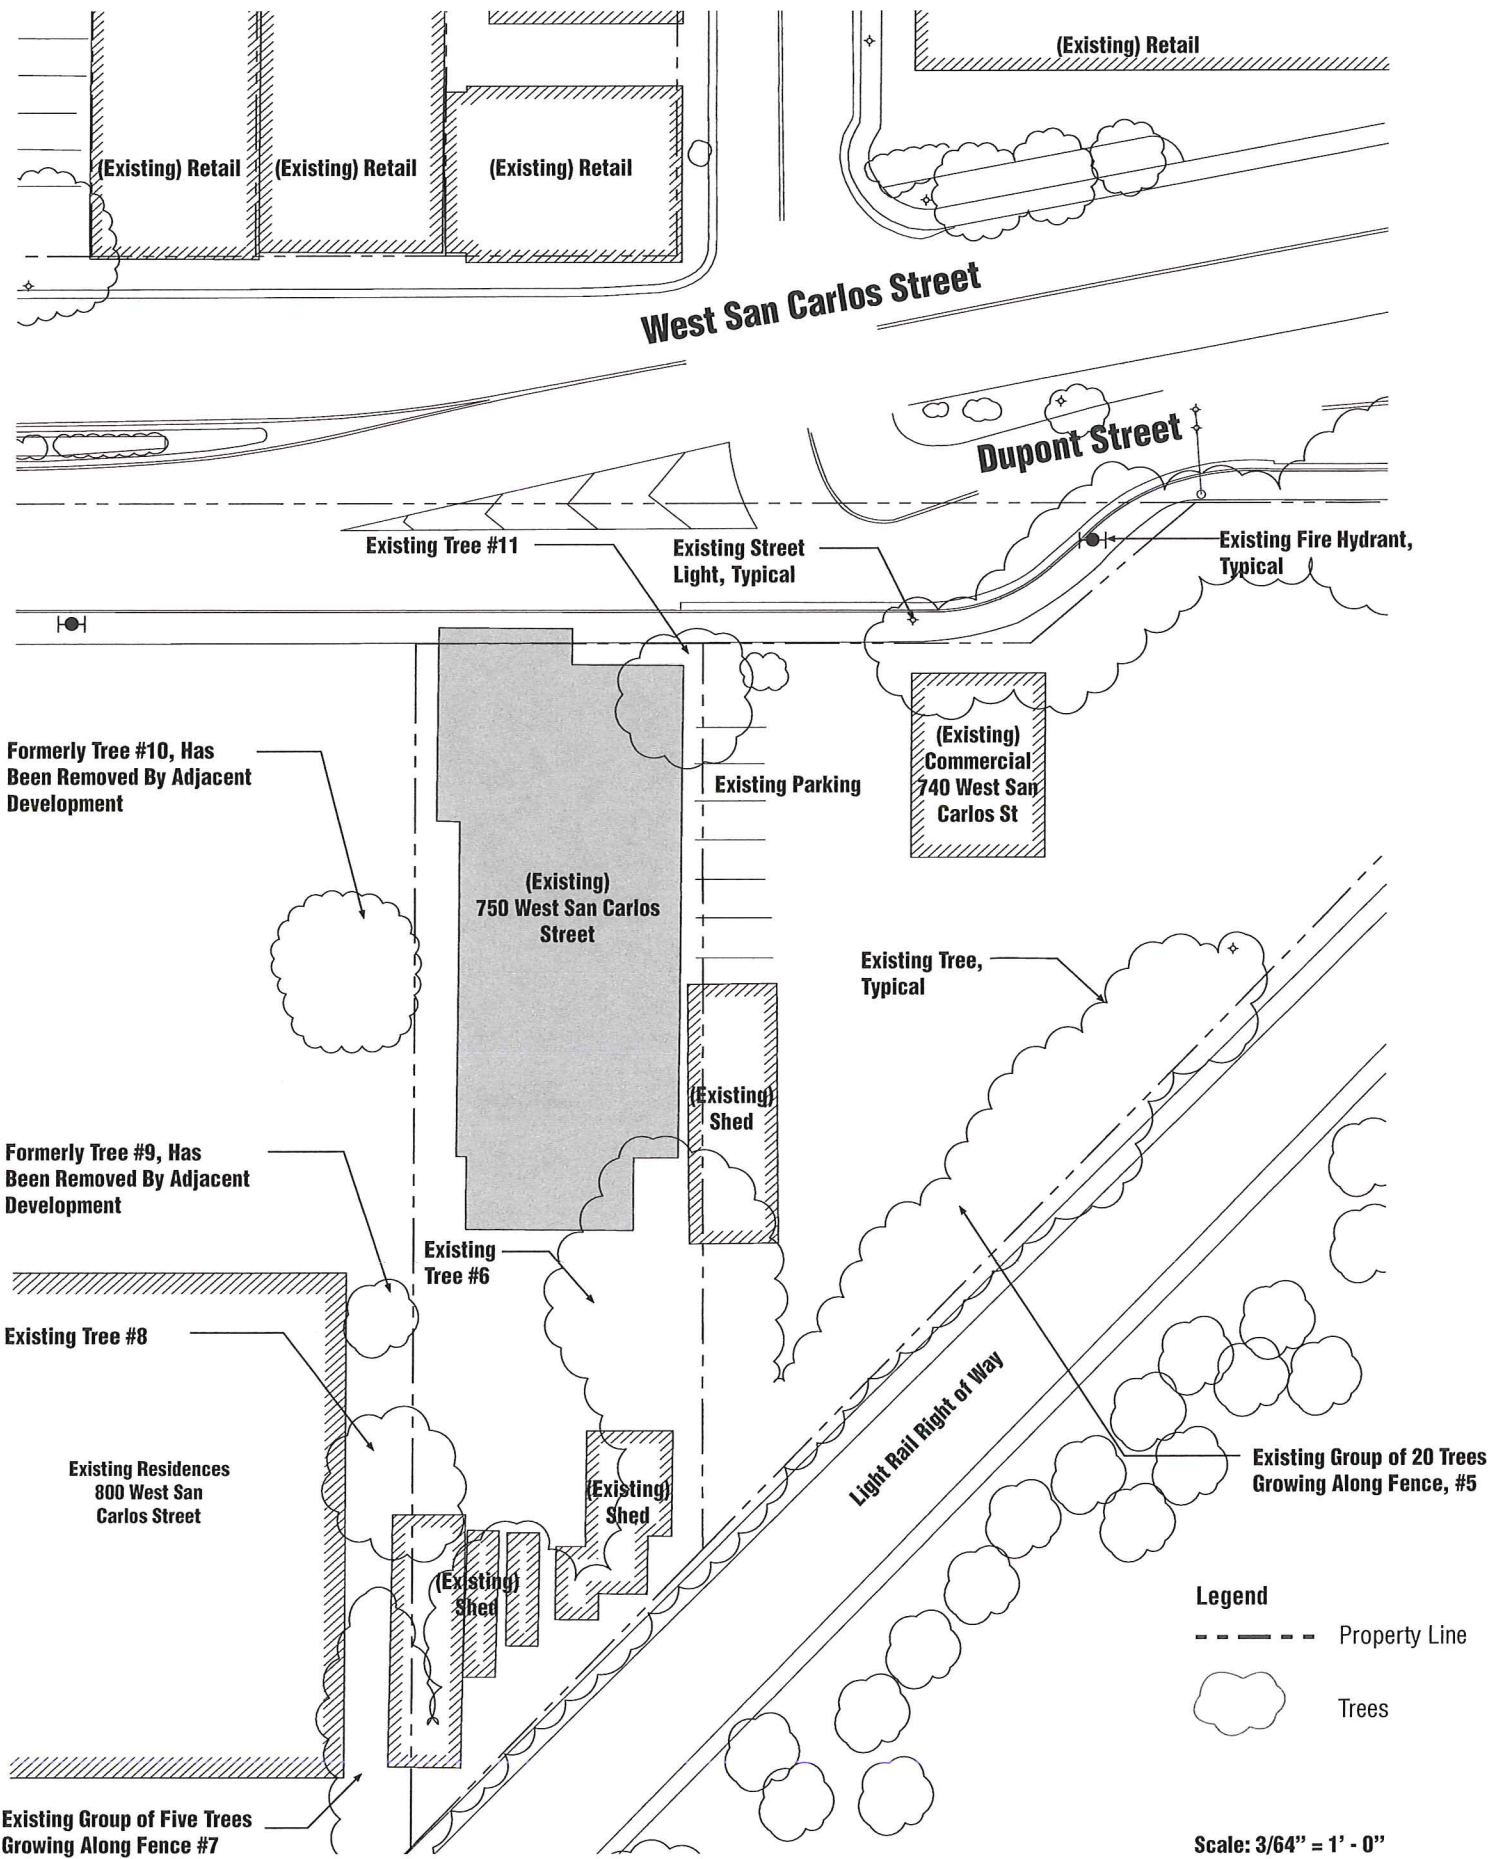 (Existing) Retail
(Existing) Retail
(Existing) Retail
(Existing) Retail
West San Carlos Street
Dupont Street
Existing Tree #11
Existing Street
Light, Typical
Existing Fire Hydrant,
Typical
Formerly Tree #10, Has
Been Removed By Adjacent
Development
(Existing)
Commercial
740 West San
Carlos St
Existing Parking
(Existing)
750 West San Carlos
Street
Existing Tree,
Typical
(Existing)
Shed
Formerly Tree #9, Has
Been Removed By Adjacent
Development
Existing
Tree #6
Existing Tree #8
Light Rail Right of Way
Existing Group of 20 Trees
Growing Along Fence, #5
Existing Residences
800 West San
Carlos Street
(Existing)
Shed
(Existing)
Shed
Legend
Property Line
Trees
Existing Group of Five Trees
Growing Along Fence #7
Scale: 3/64” = 1’ - 0”